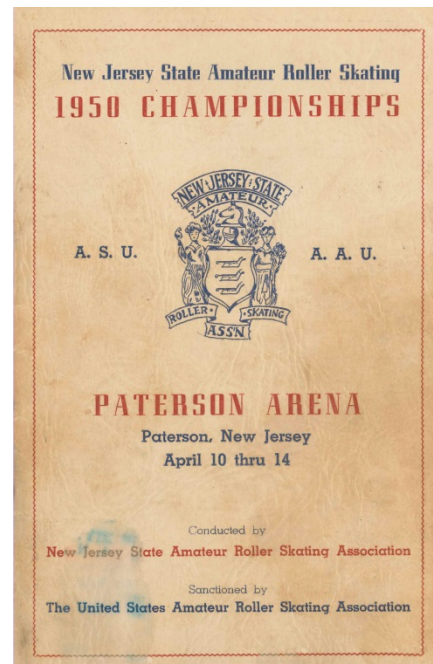 New Jersey State Amateur Roller Skating
1950 CHAMPIONSHIPS
NEW JERSEY STATE
AMATEUR
A. S. U.
A. A. U.
ROLLER
SKATING
ASS'N
PATERSON ARENA
Paterson, New Jersey
April 10 thru 14
Conducted by
New Jersey State Amateur Roller Skating Association
Sanctioned by
The United States Amateur Roller Skating Association